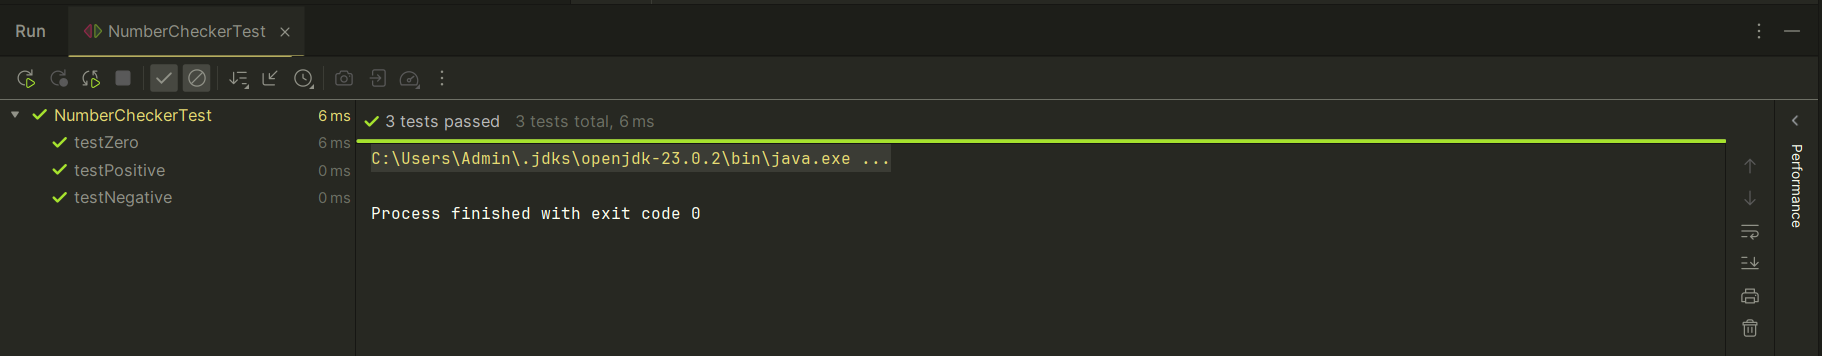 Run NumberCheckerTest
NumberCheckerTest 6 ms
testZero 6 ms
testPositive 0 ms
testNegative 0 ms
3 tests passed 3 tests total, 6 ms
C:\Users\Admin\.jdks\openjdk-23.0.2\bin\java.exe ...
Process finished with exit code 0
Performance